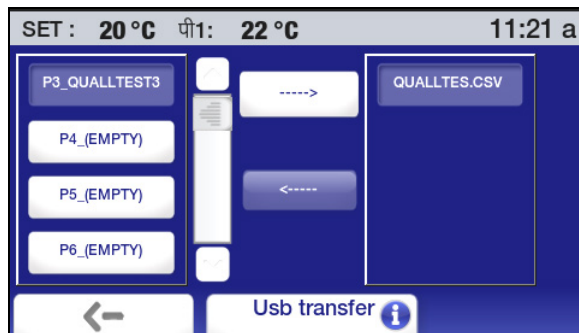 SET : 20 °C पी1: 22 °C 11:21 a
P3_QUALLTEST3
-----> 
QUALLTES.CSV
P4_(EMPTY)
P5_(EMPTY)
<-----
P6_(EMPTY)
Usb transfer